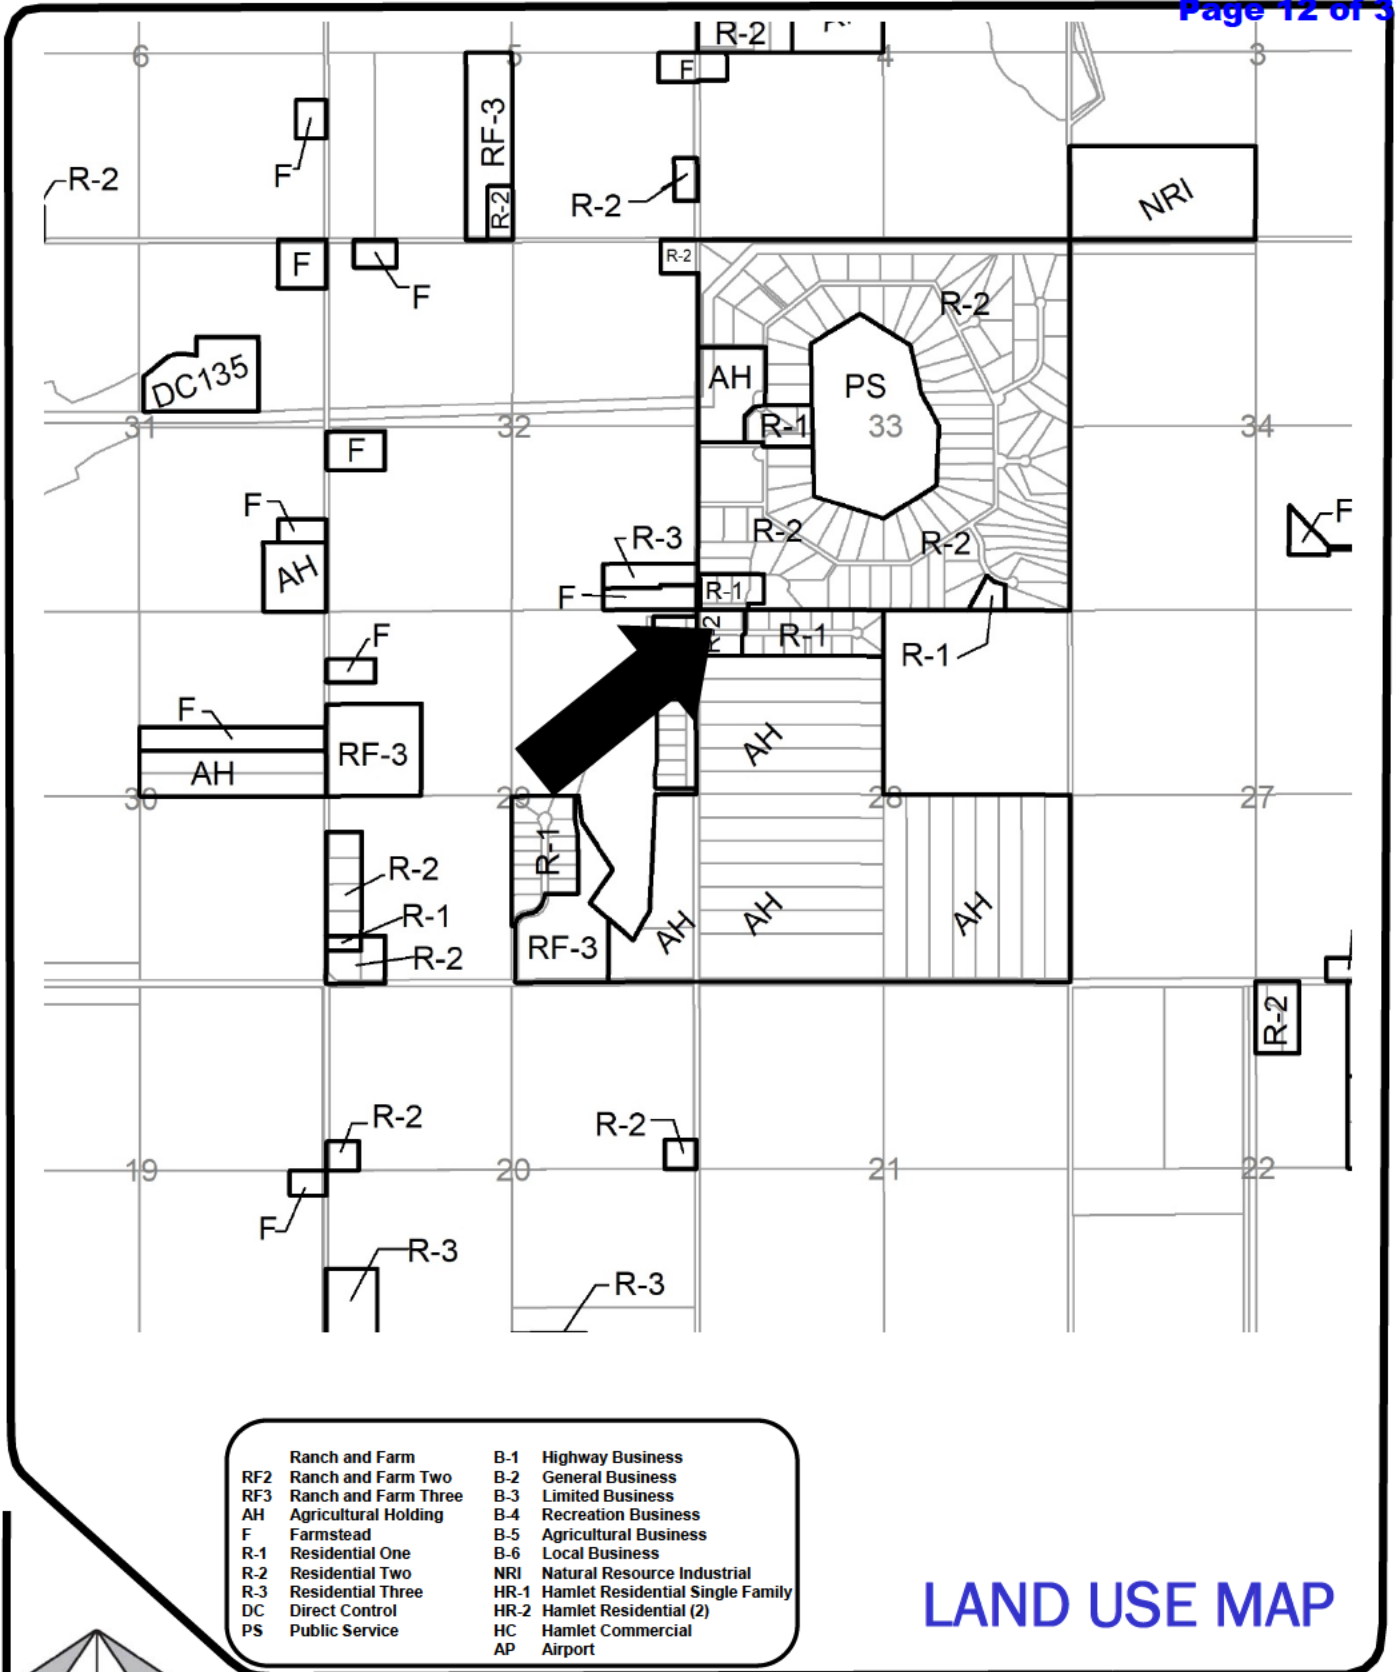 Page 12 of 3
R-2
6
5
F
4
3
RF-3
F
R-2
R-2
R-2
NRI
F
F
R-2
R-2
DC135
AH
PS
31
32
R-1
33
34
F
F
R-3
R-2
R-2
F
AH
F
R-1
R-2
R-1
R-1
F
F
AH
RF-3
AH
30
29
28
27
R-1
R-2
R-1
AH
AH
AH
R-2
RF-3
R-2
R-2
R-2
19
20
21
22
F
R-3
R-3
Ranch and Farm
RF2 Ranch and Farm Two
RF3 Ranch and Farm Three
AH Agricultural Holding
F Farmstead
R-1 Residential One
R-2 Residential Two
R-3 Residential Three
DC Direct Control
PS Public Service
B-1 Highway Business
B-2 General Business
B-3 Limited Business
B-4 Recreation Business
B-5 Agricultural Business
B-6 Local Business
NRI Natural Resource Industrial
HR-1 Hamlet Residential Single Family
HR-2 Hamlet Residential (2)
HC Hamlet Commercial
AP Airport
LAND USE MAP